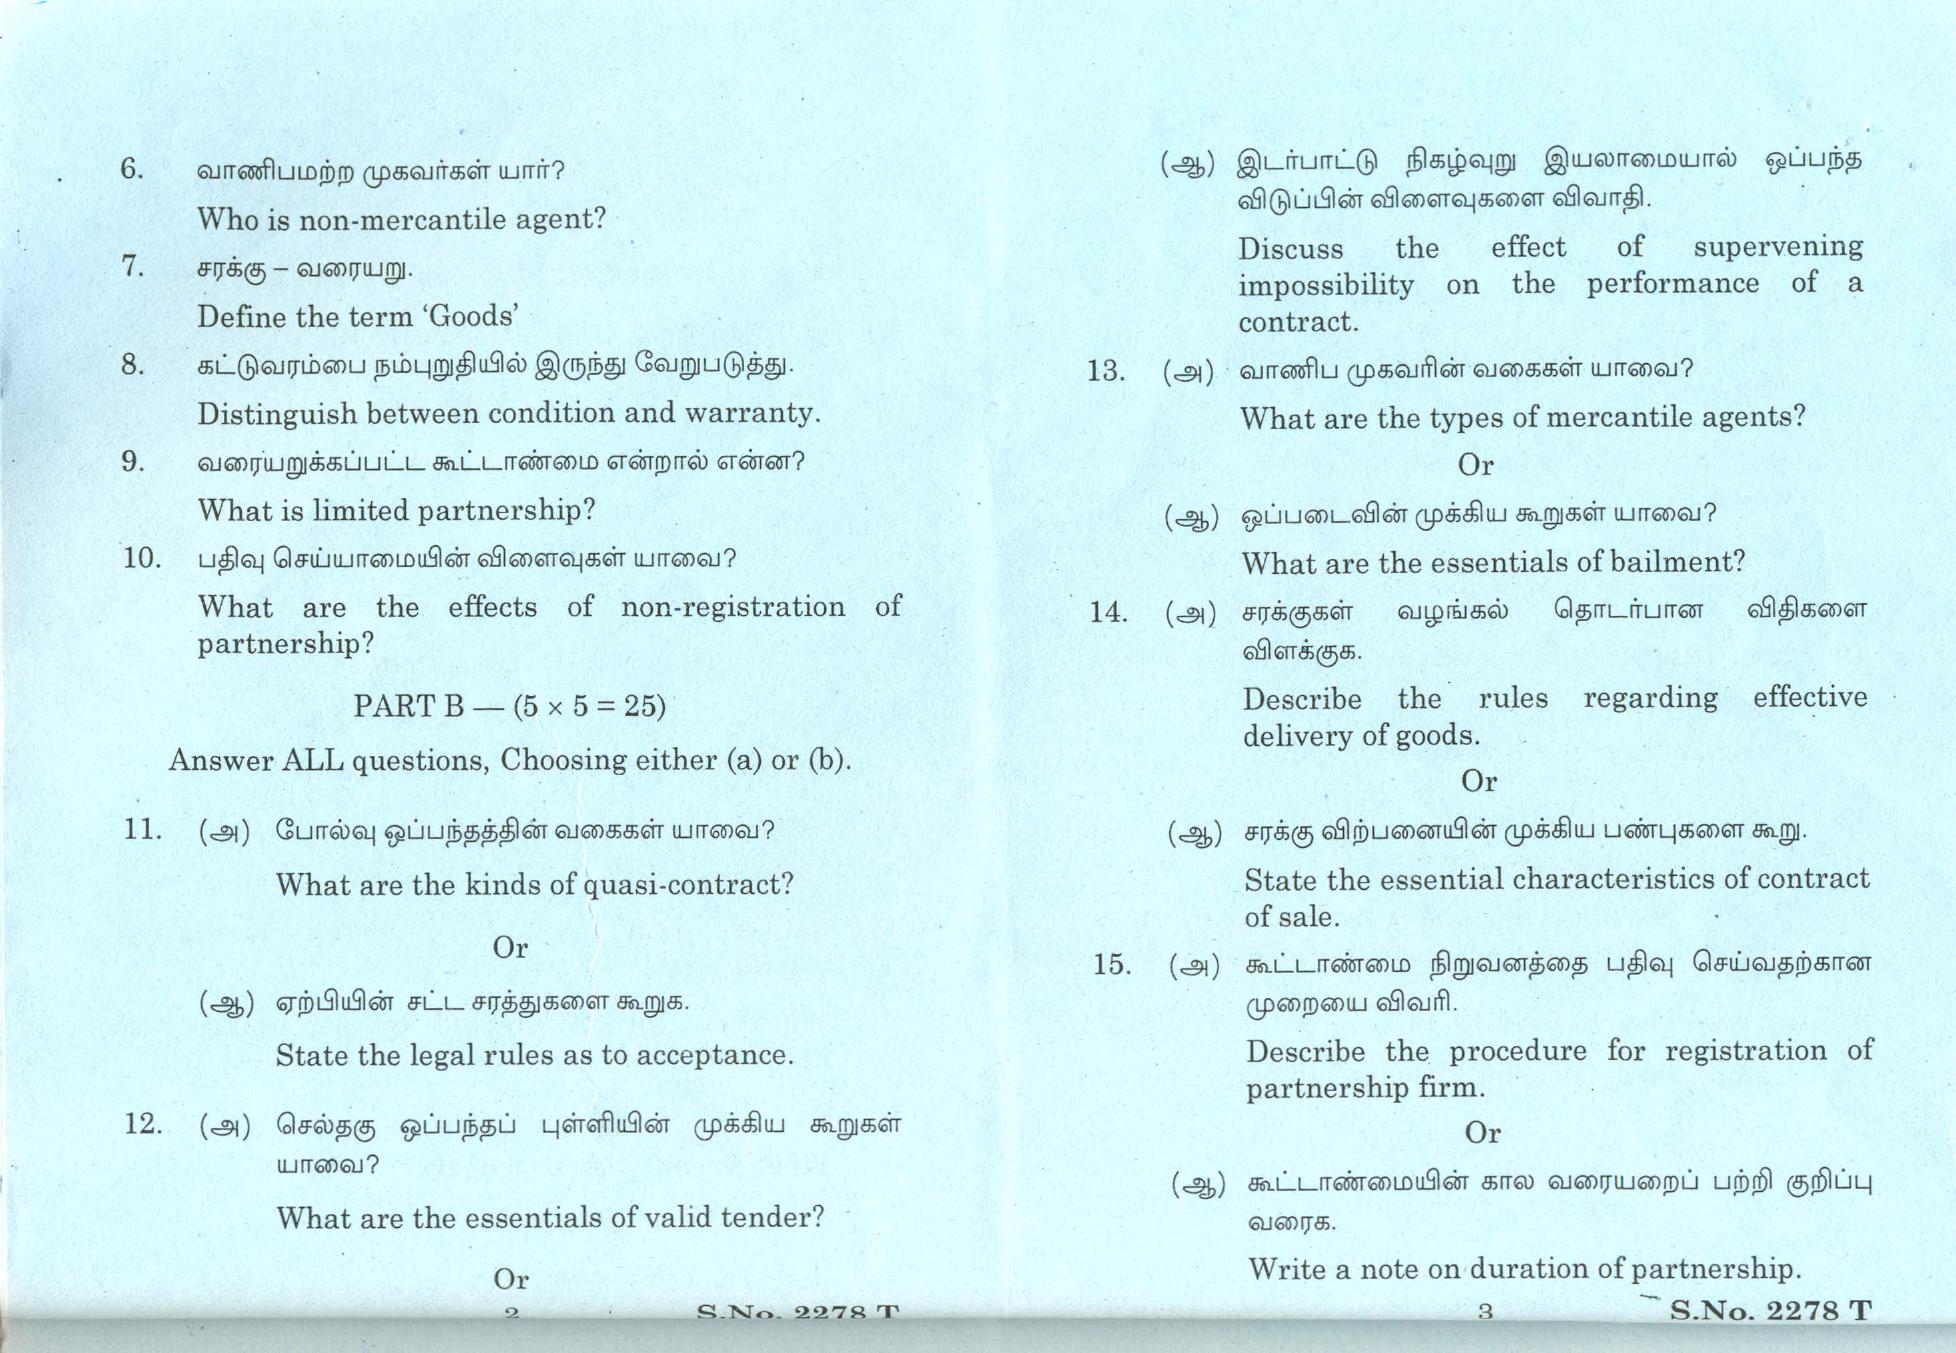 6. வாணிபமற்ற முகவர்கள் யார்?
Who is non-mercantile agent?
7. சரக்கு – வரையறு.
Define the term ‘Goods’
8. கட்டுவரம்பை நம்புறுதியில் இருந்து வேறுபடுத்து.
Distinguish between condition and warranty.
9. வரையறுக்கப்பட்ட கூட்டாண்மை என்றால் என்ன?
What is limited partnership?
10. பதிவு செய்யாமையின் விளைவுகள் யாவை?
What are the effects of non-registration of
partnership?
PART B — (5 × 5 = 25)
Answer ALL questions, Choosing either (a) or (b).
11. (அ) போல்வு ஒப்பந்தத்தின் வகைகள் யாவை?
What are the kinds of quasi-contract?
Or
(ஆ) ஏற்பியின் சட்ட சரத்துகளை கூறுக.
State the legal rules as to acceptance.
12. (அ) செல்தகு ஒப்பந்தப் புள்ளியின் முக்கிய கூறுகள்
யாவை?
What are the essentials of valid tender?
Or
2 S.No. 2278 T
(ஆ) இடர்பாட்டு நிகழ்வுறு இயலாமையால் ஒப்பந்த
விடுப்பின் விளைவுகளை விவாதி.
Discuss the effect of supervening
impossibility on the performance of a
contract.
13. (அ) வாணிப முகவரின் வகைகள் யாவை?
What are the types of mercantile agents?
Or
(ஆ) ஒப்படைவின் முக்கிய கூறுகள் யாவை?
What are the essentials of bailment?
14. (அ) சரக்குகள் வழங்கல் தொடர்பான விதிகளை
விளக்குக.
Describe the rules regarding effective
delivery of goods.
Or
(ஆ) சரக்கு விற்பனையின் முக்கிய பண்புகளை கூறு.
State the essential characteristics of contract
of sale.
15. (அ) கூட்டாண்மை நிறுவனத்தை பதிவு செய்வதற்கான
முறையை விவரி.
Describe the procedure for registration of
partnership firm.
Or
(ஆ) கூட்டாண்மையின் கால வரையறைப் பற்றி குறிப்பு
வரைக.
Write a note on duration of partnership.
3 S.No. 2278 T